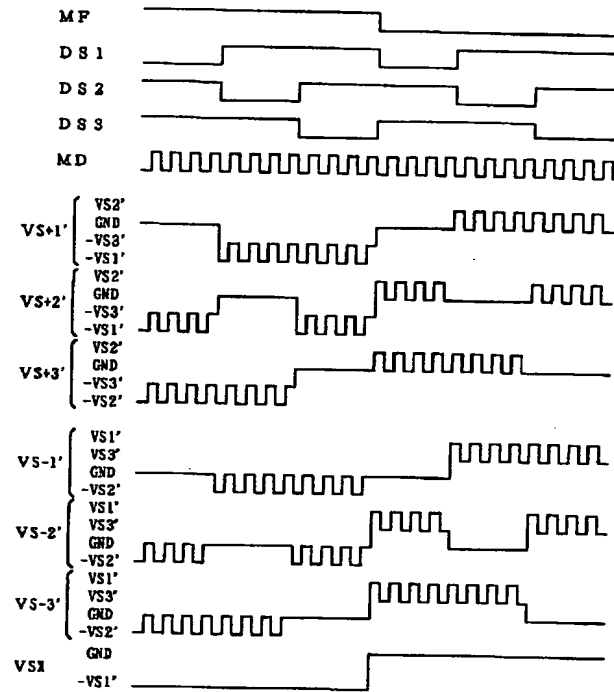 MF
DS1
DS2
DS3
MD
VS+1'
VS2'
GND
-VS3'
-VS1'
VS+2'
VS2'
GND
-VS3'
-VS1'
VS+3'
VS2'
GND
-VS3'
-VS2'
VS-1'
VS1'
VS3'
GND
-VS2'
VS-2'
VS1'
VS3'
GND
-VS2'
VS-3'
VS1'
VS3'
GND
-VS2'
VSX
GND
-VS1'